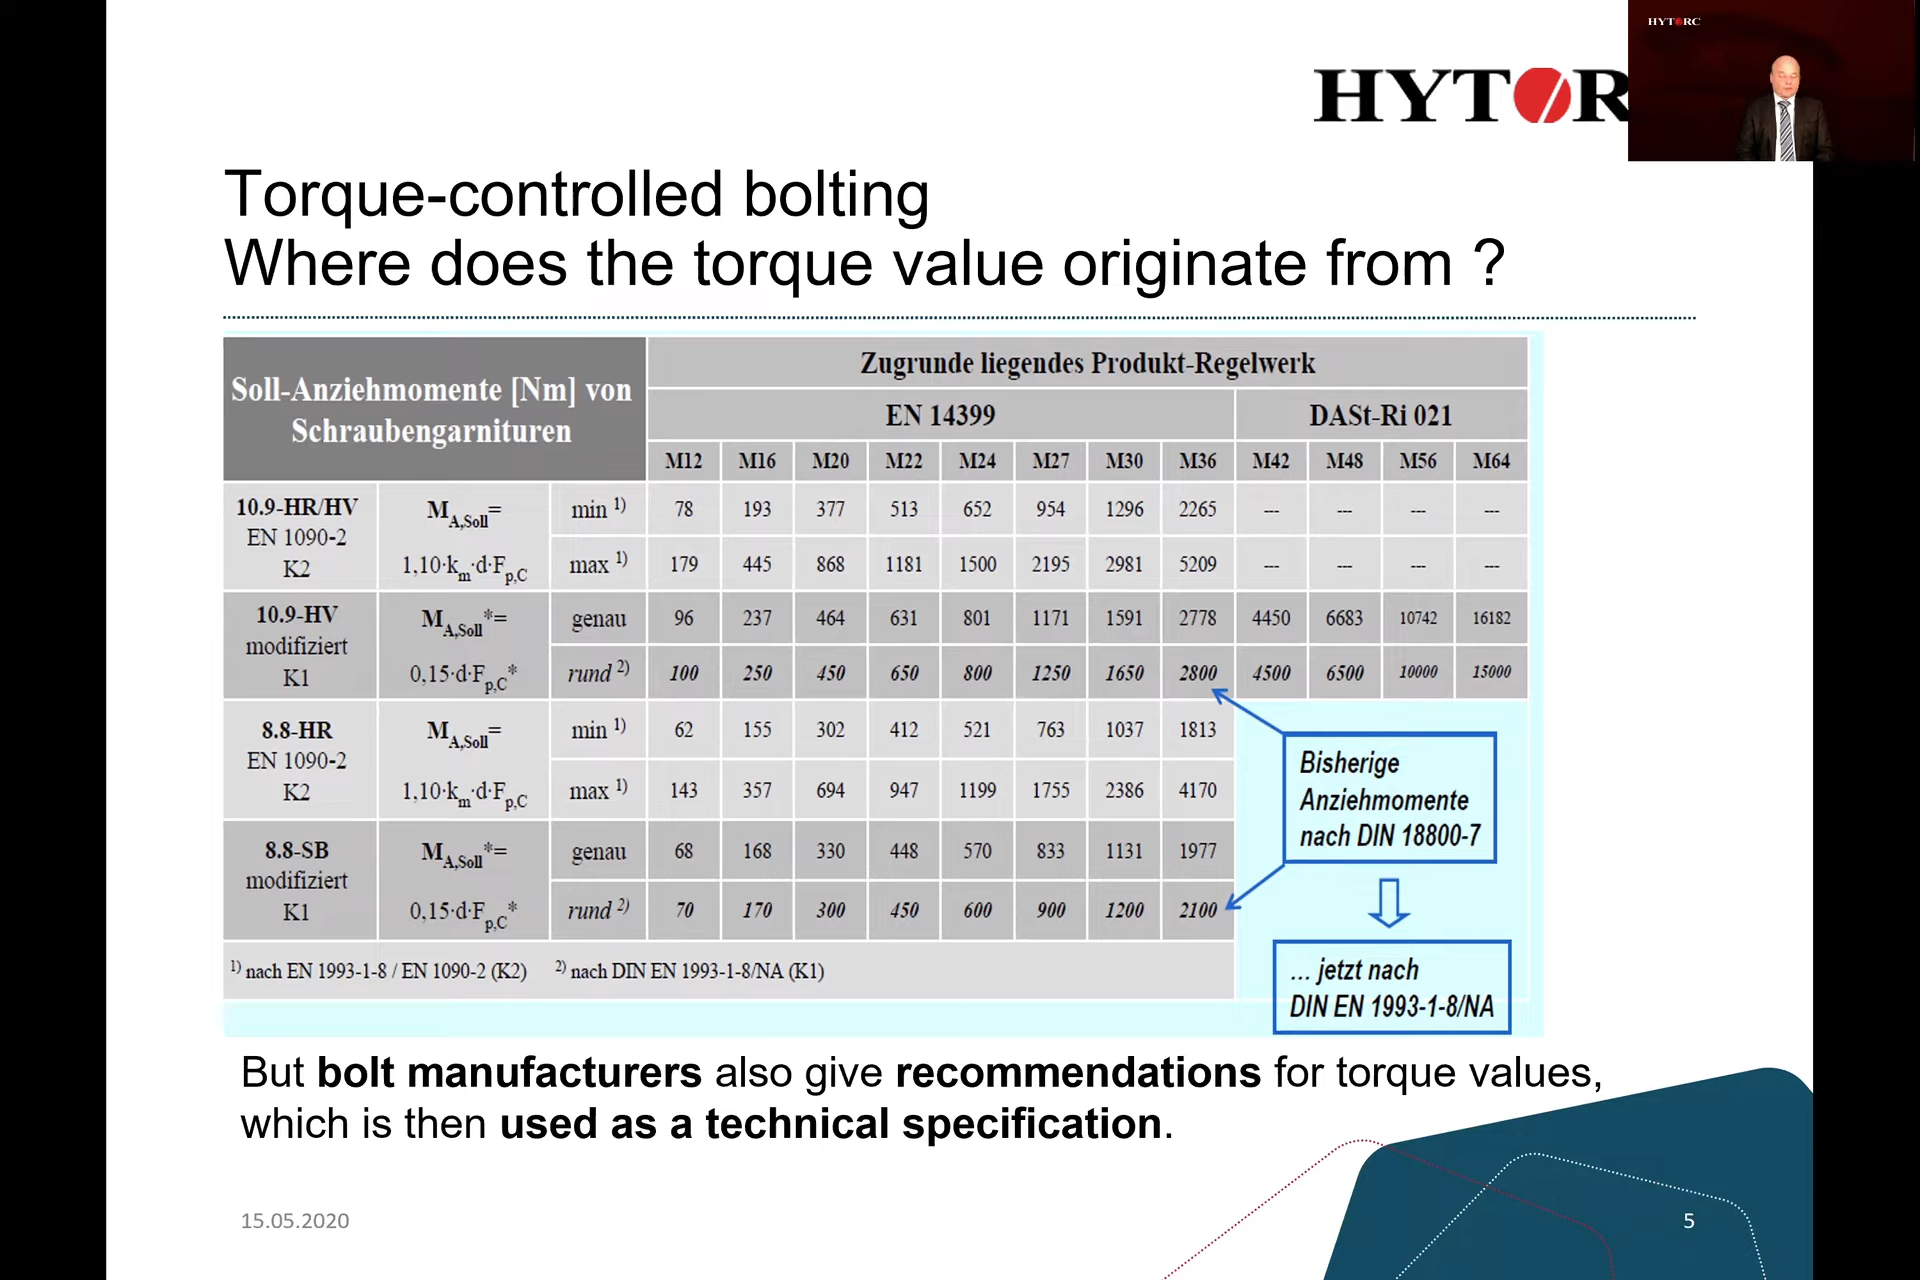 HYTORC
HYTOR
Torque-controlled bolting
Where does the torque value originate from ?
Soll-Anziehmomente [Nm] von
Schraubengarnituren
Zugrunde liegendes Produkt-Regelwerk
EN 14399 DASt-Ri 021
M12 M16 M20 M22 M24 M27 M30 M36 M42 M48 M56 M64
10.9-HR/HV
EN 1090-2
K2
M_A,Soll=
1,10·k_m·d·F_p,C
min 1) 78 193 377 513 652 954 1296 2265 --- --- --- ---
max 1) 179 445 868 1181 1500 2195 2981 5209 --- --- --- ---
10.9-HV
modifiziert
K1
M_A,Soll*=
0,15·d·F_p,C*
genau 96 237 464 631 801 1171 1591 2778 4450 6683 10742 16182
rund 2) 100 250 450 650 800 1250 1650 2800 4500 6500 10000 15000
8.8-HR
EN 1090-2
K2
M_A,Soll=
1,10·k_m·d·F_p,C
min 1) 62 155 302 412 521 763 1037 1813
max 1) 143 357 694 947 1199 1755 2386 4170
8.8-SB
modifiziert
K1
M_A,Soll*=
0,15·d·F_p,C*
genau 68 168 330 448 570 833 1131 1977
rund 2) 70 170 300 450 600 900 1200 2100
1) nach EN 1993-1-8 / EN 1090-2 (K2) 2) nach DIN EN 1993-1-8/NA (K1)
Bisherige
Anziehmomente
nach DIN 18800-7
... jetzt nach
DIN EN 1993-1-8/NA
But bolt manufacturers also give recommendations for torque values,
which is then used as a technical specification.
15.05.2020
5